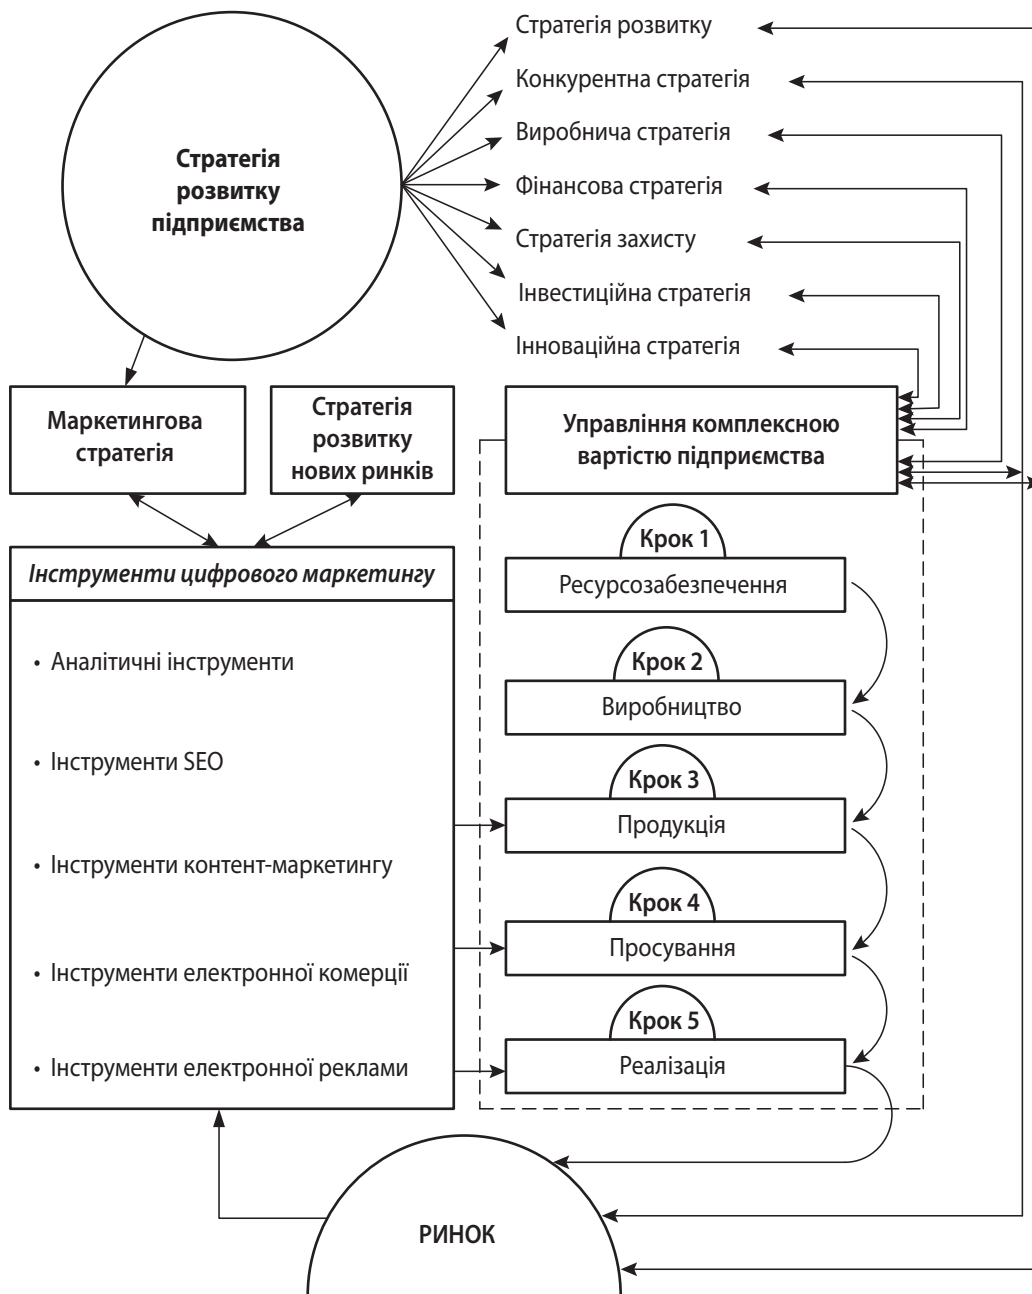 Стратегія
розвитку
підприємства
Стратегія розвитку
Конкурентна стратегія
Виробнича стратегія
Фінансова стратегія
Стратегія захисту
Інвестиційна стратегія
Інноваційна стратегія
Маркетингова
стратегія
Стратегія
розвитку
нових ринків
Управління комплексною
вартістю підприємства
Інструменти цифрового маркетингу
• Аналітичні інструменти
• Інструменти SEO
• Інструменти контент-маркетингу
• Інструменти електронної комерції
• Інструменти електронної реклами
Крок 1
Ресурсозабезпечення
Крок 2
Виробництво
Крок 3
Продукція
Крок 4
Просування
Крок 5
Реалізація
РИНОК